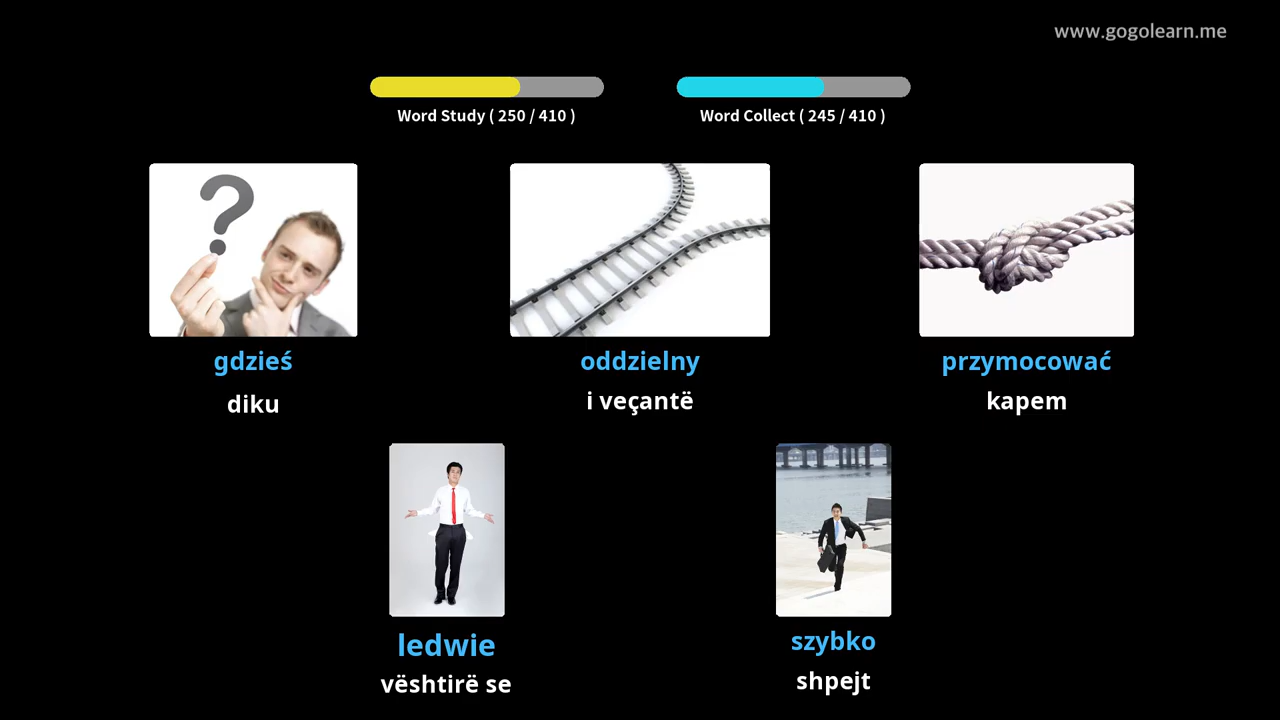 www.gogolearn.me
Word Study ( 250 / 410 )
Word Collect ( 245 / 410 )
gdzieś
diku
oddzielny
i veçantë
przymocować
kapem
ledwie
vështirë se
szybko
shpejt